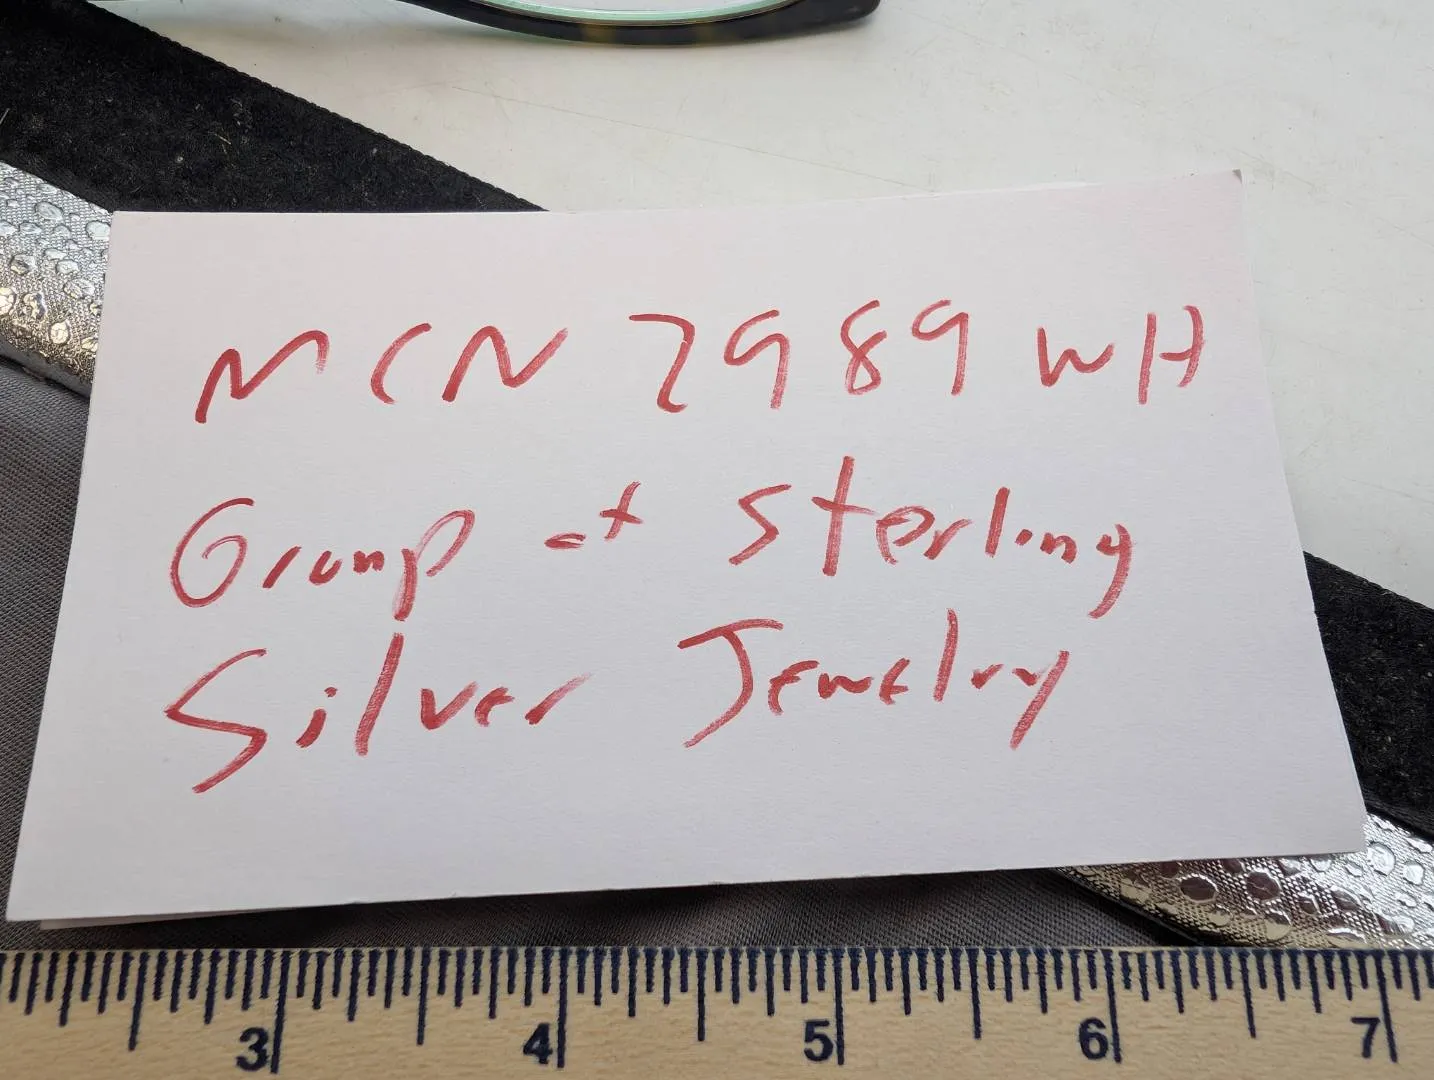 MCN 2989 WH
Group of Sterling
Silver Jewelry
3 4 5 6 7